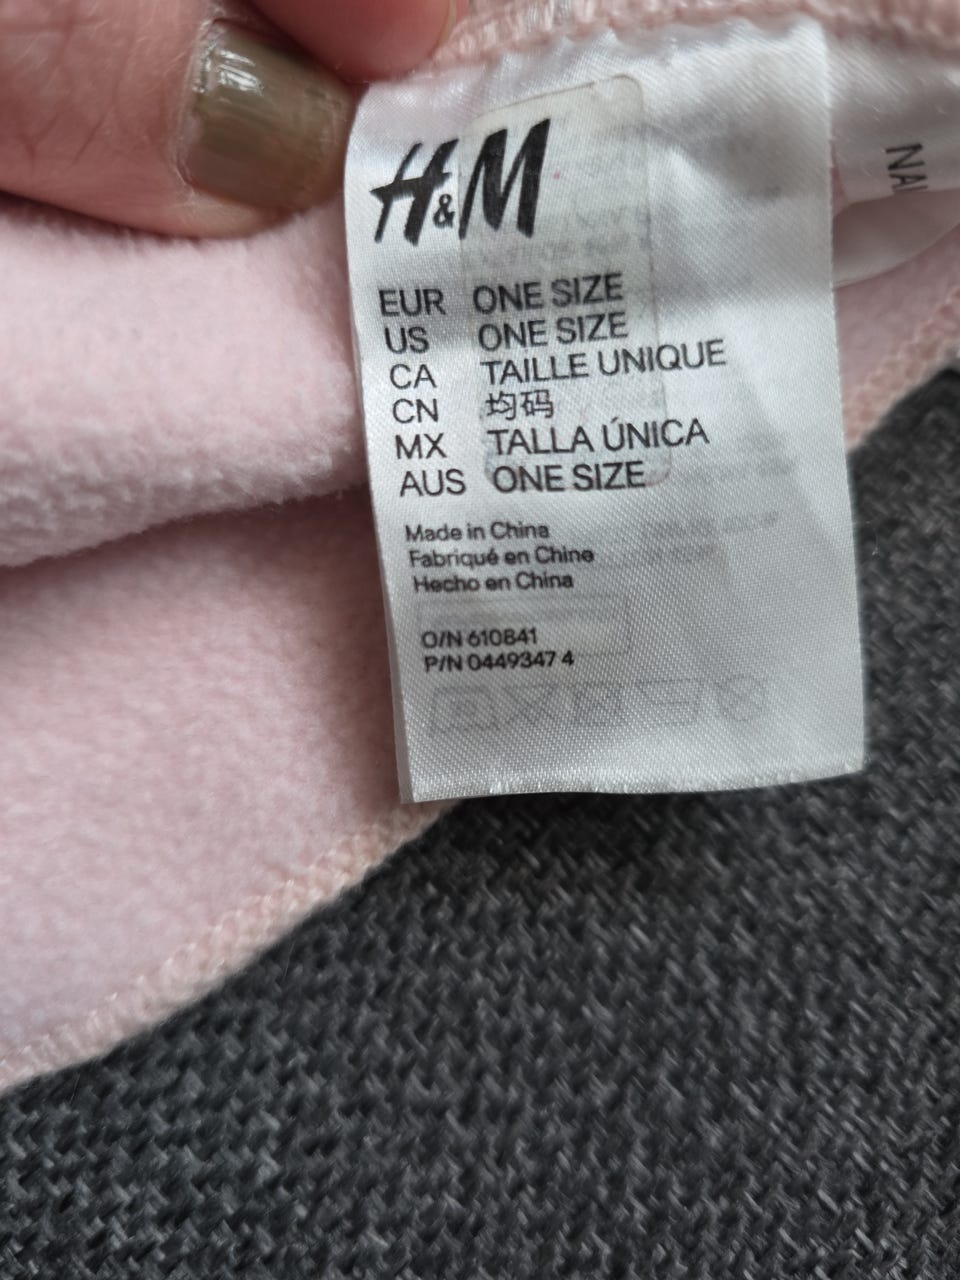 H&M
EUR ONE SIZE
US ONE SIZE
CA TAILLE UNIQUE
CN 均码
MX TALLA ÚNICA
AUS ONE SIZE
Made in China
Fabriqué en Chine
Hecho en China
O/N 610841
P/N 0449347 4